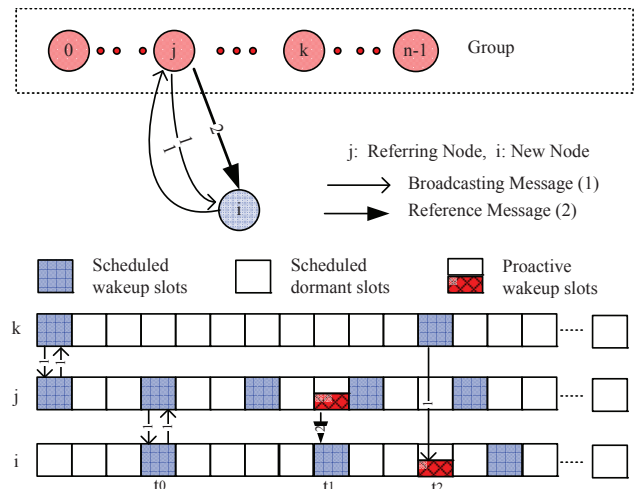 0 j k n-1 Group
1 1 2
i
j: Referring Node, i: New Node
Broadcasting Message (1)
Reference Message (2)
Scheduled wakeup slots
Scheduled dormant slots
Proactive wakeup slots
k
1 1
j
1 1 2 1
i
t0 t1 t2